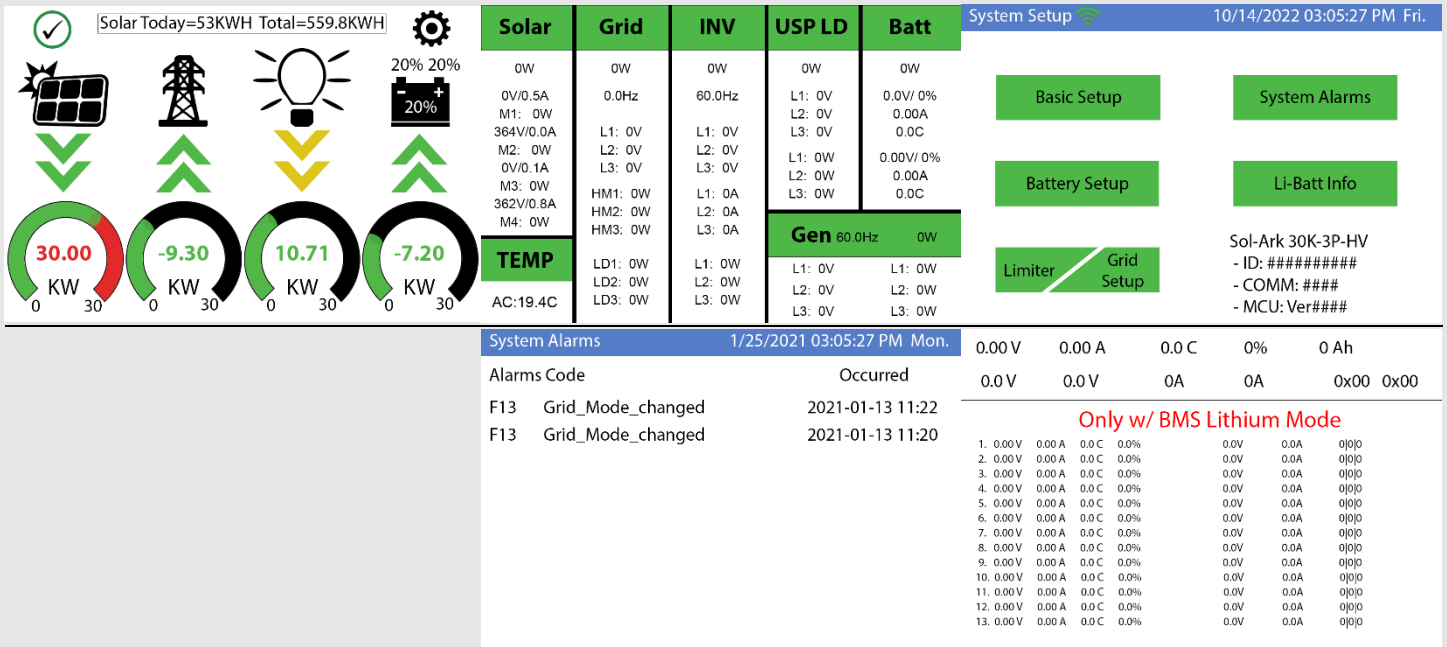 Solar Today=53KWH Total=559.8KWH
20% 20%
- +
20%
30.00
KW
0 30
-9.30
KW
0 30
10.71
KW
0 30
-7.20
KW
0 30
Solar
0W
0V/0.5A
M1: 0W
364V/0.0A
M2: 0W
0V/0.1A
M3: 0W
362V/0.8A
M4: 0W
TEMP
AC:19.4C
Grid
0W
0.0Hz
L1: 0V
L2: 0V
L3: 0V
HM1: 0W
HM2: 0W
HM3: 0W
LD1: 0W
LD2: 0W
LD3: 0W
INV
0W
60.0Hz
L1: 0V
L2: 0V
L3: 0V
L1: 0A
L2: 0A
L3: 0A
L1: 0W
L2: 0W
L3: 0W
USP LD
0W
L1: 0V
L2: 0V
L3: 0V
L1: 0W
L2: 0W
L3: 0W
Batt
0W
0.0V/ 0%
0.00A
0.0C
0.00V/ 0%
0.00A
0.0C
Gen 60.0Hz 0W
L1: 0V L1: 0W
L2: 0V L2: 0W
L3: 0V L3: 0W
System Setup 10/14/2022 03:05:27 PM Fri.
Basic Setup
System Alarms
Battery Setup
Li-Batt Info
Limiter
Grid
Setup
Sol-Ark 30K-3P-HV
- ID: ##########
- COMM: ####
- MCU: Ver####
System Alarms 1/25/2021 03:05:27 PM Mon.
Alarms Code Occurred
F13 Grid_Mode_changed 2021-01-13 11:22
F13 Grid_Mode_changed 2021-01-13 11:20
0.00 V 0.00 A 0.0 C 0% 0 Ah
0.0 V 0.0 V 0A 0A 0x00 0x00
Only w/ BMS Lithium Mode
1. 0.00 V 0.00 A 0.0 C 0.0% 0.0V 0.0A 0|0|0
2. 0.00 V 0.00 A 0.0 C 0.0% 0.0V 0.0A 0|0|0
3. 0.00 V 0.00 A 0.0 C 0.0% 0.0V 0.0A 0|0|0
4. 0.00 V 0.00 A 0.0 C 0.0% 0.0V 0.0A 0|0|0
5. 0.00 V 0.00 A 0.0 C 0.0% 0.0V 0.0A 0|0|0
6. 0.00 V 0.00 A 0.0 C 0.0% 0.0V 0.0A 0|0|0
7. 0.00 V 0.00 A 0.0 C 0.0% 0.0V 0.0A 0|0|0
8. 0.00 V 0.00 A 0.0 C 0.0% 0.0V 0.0A 0|0|0
9. 0.00 V 0.00 A 0.0 C 0.0% 0.0V 0.0A 0|0|0
10. 0.00 V 0.00 A 0.0 C 0.0% 0.0V 0.0A 0|0|0
11. 0.00 V 0.00 A 0.0 C 0.0% 0.0V 0.0A 0|0|0
12. 0.00 V 0.00 A 0.0 C 0.0% 0.0V 0.0A 0|0|0
13. 0.00 V 0.00 A 0.0 C 0.0% 0.0V 0.0A 0|0|0